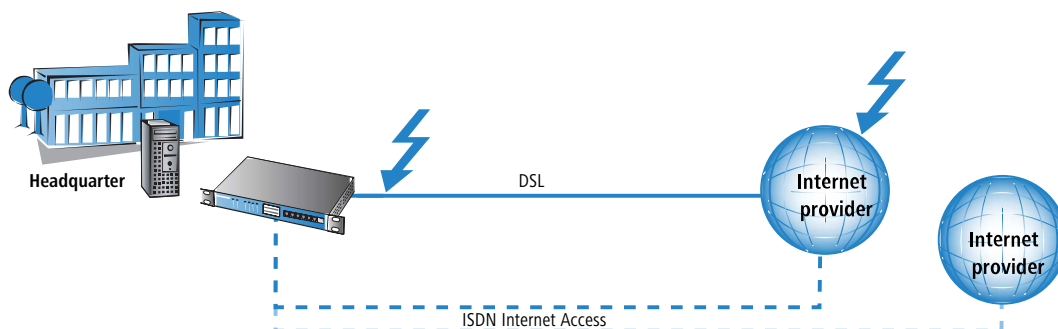 Headquarter
DSL
Internet
provider
Internet
provider
ISDN Internet Access